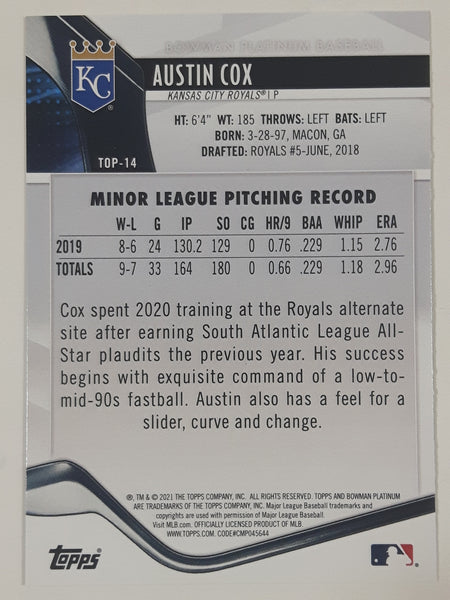 KC
BOWMAN PLATINUM BASEBALL
AUSTIN COX
KANSAS CITY ROYALS® | P
TOP-14
HT: 6'4" WT: 185 THROWS: LEFT BATS: LEFT
BORN: 3-28-97, MACON, GA
DRAFTED: ROYALS #5-JUNE, 2018
MINOR LEAGUE PITCHING RECORD
W-L G IP SO CG HR/9 BAA WHIP ERA
2019 8-6 24 130.2 129 0 0.76 .229 1.15 2.76
TOTALS 9-7 33 164 180 0 0.66 .229 1.18 2.96
Cox spent 2020 training at the Royals alternate
site after earning South Atlantic League All-
Star plaudits the previous year. His success
begins with exquisite command of a low-to-
mid-90s fastball. Austin also has a feel for a
slider, curve and change.
®, TM & © 2021 THE TOPPS COMPANY, INC. ALL RIGHTS RESERVED. TOPPS AND BOWMAN PLATINUM
ARE TRADEMARKS OF THE TOPPS COMPANY, INC. Major League Baseball trademarks and
copyrights are used with permission of Major League Baseball.
Visit MLB.com. OFFICIALLY LICENSED PRODUCT OF MLB.
WWW.TOPPS.COM. CODE#CMP045644
Topps